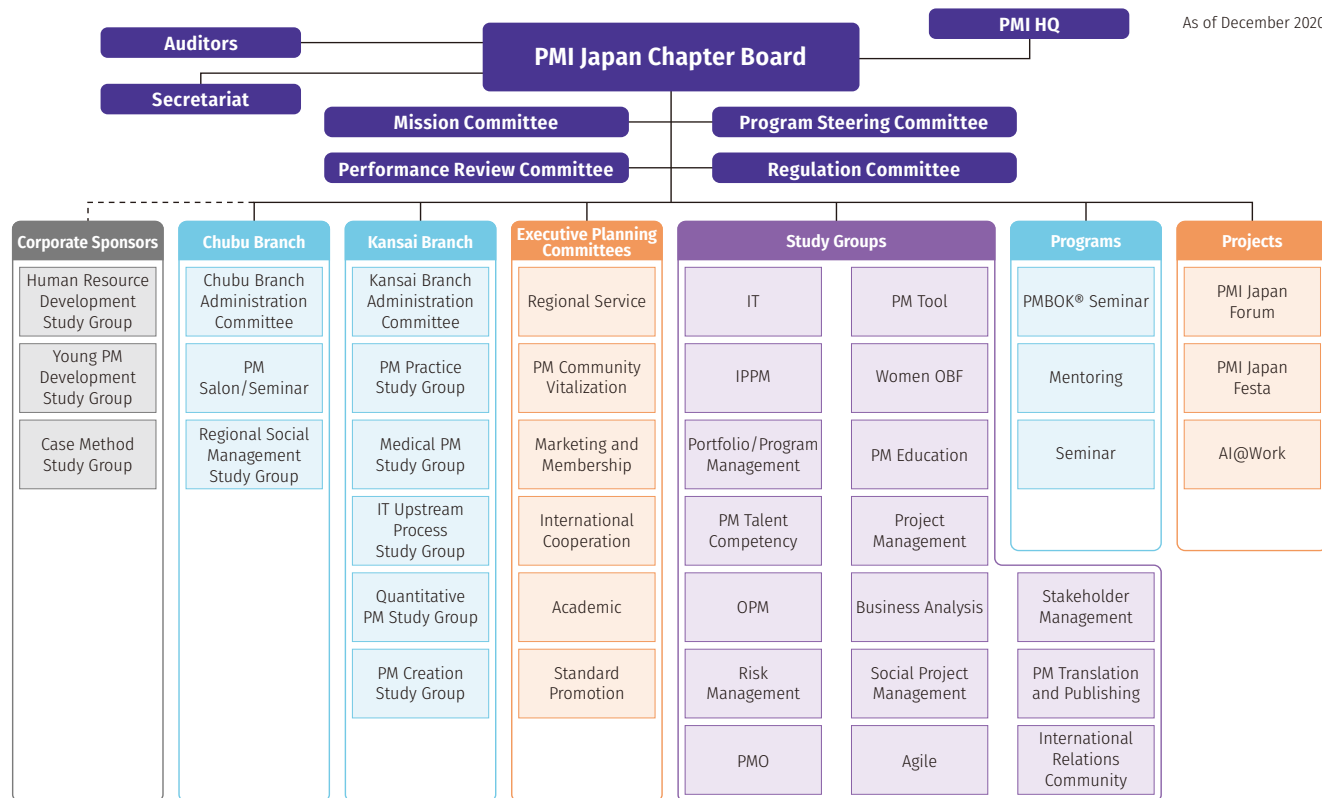 As of December 2020
PMI HQ
Auditors
PMI Japan Chapter Board
Secretariat
Mission Committee
Program Steering Committee
Performance Review Committee
Regulation Committee
Corporate Sponsors
Human Resource
Development
Study Group
Young PM
Development
Study Group
Case Method
Study Group
Chubu Branch
Chubu Branch
Administration
Committee
PM
Salon/Seminar
Regional Social
Management
Study Group
Kansai Branch
Kansai Branch
Administration
Committee
PM Practice
Study Group
Medical PM
Study Group
IT Upstream
Process
Study Group
Quantitative
PM Study Group
PM Creation
Study Group
Executive Planning
Committees
Regional Service
PM Community
Vitalization
Marketing and
Membership
International
Cooperation
Academic
Standard
Promotion
Study Groups
IT
IPPM
Portfolio/Program
Management
PM Talent
Competency
OPM
Risk
Management
PMO
PM Tool
Women OBF
PM Education
Project
Management
Business Analysis
Social Project
Management
Agile
Stakeholder
Management
PM Translation
and Publishing
International
Relations
Community
Programs
PMBOK® Seminar
Mentoring
Seminar
Projects
PMI Japan
Forum
PMI Japan
Festa
AI@Work